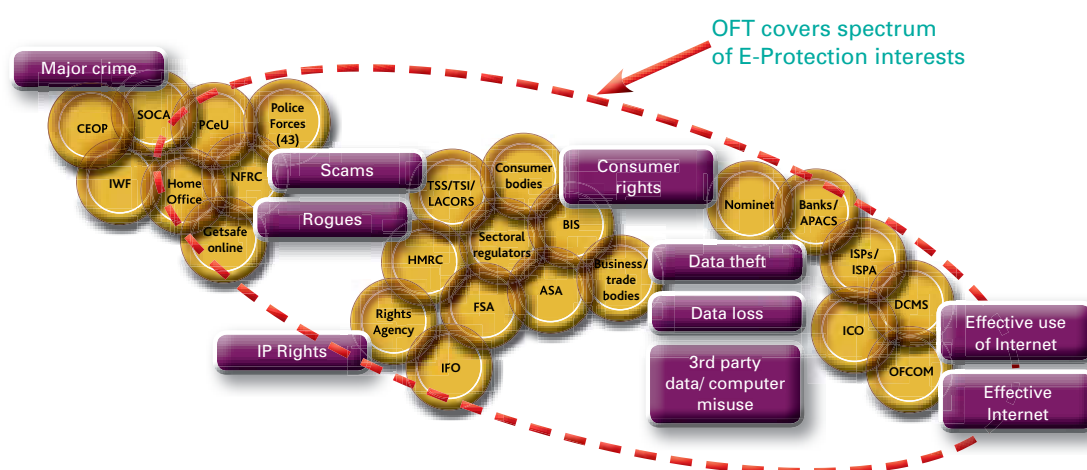 OFT covers spectrum
of E-Protection interests
Major crime
CEOP
SOCA
PCeU
Police
Forces
(43)
IWF
Home
Office
NFRC
Getsafe
online
Scams
Rogues
IP Rights
TSS/TSI/
LACORS
Consumer
bodies
HMRC
Sectoral
regulators
BIS
Rights
Agency
FSA
ASA
Business/
trade
bodies
IFO
Consumer
rights
Data theft
Data loss
3rd party
data/ computer
misuse
Nominet
Banks/
APACS
ISPs/
ISPA
ICO
DCMS
OFCOM
Effective use
of Internet
Effective
Internet